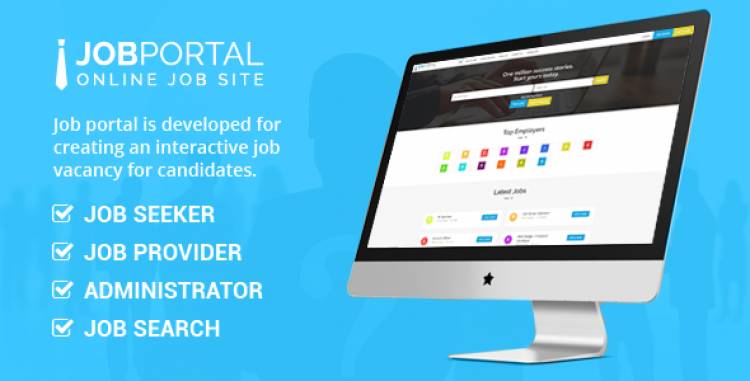 JOBPORTAL
ONLINE JOB SITE
Job portal is developed for
creating an interactive job
vacancy for candidates.
JOB SEEKER
JOB PROVIDER
ADMINISTRATOR
JOB SEARCH
One million success stories.
Start yours today.
Top Employers
Latest Jobs